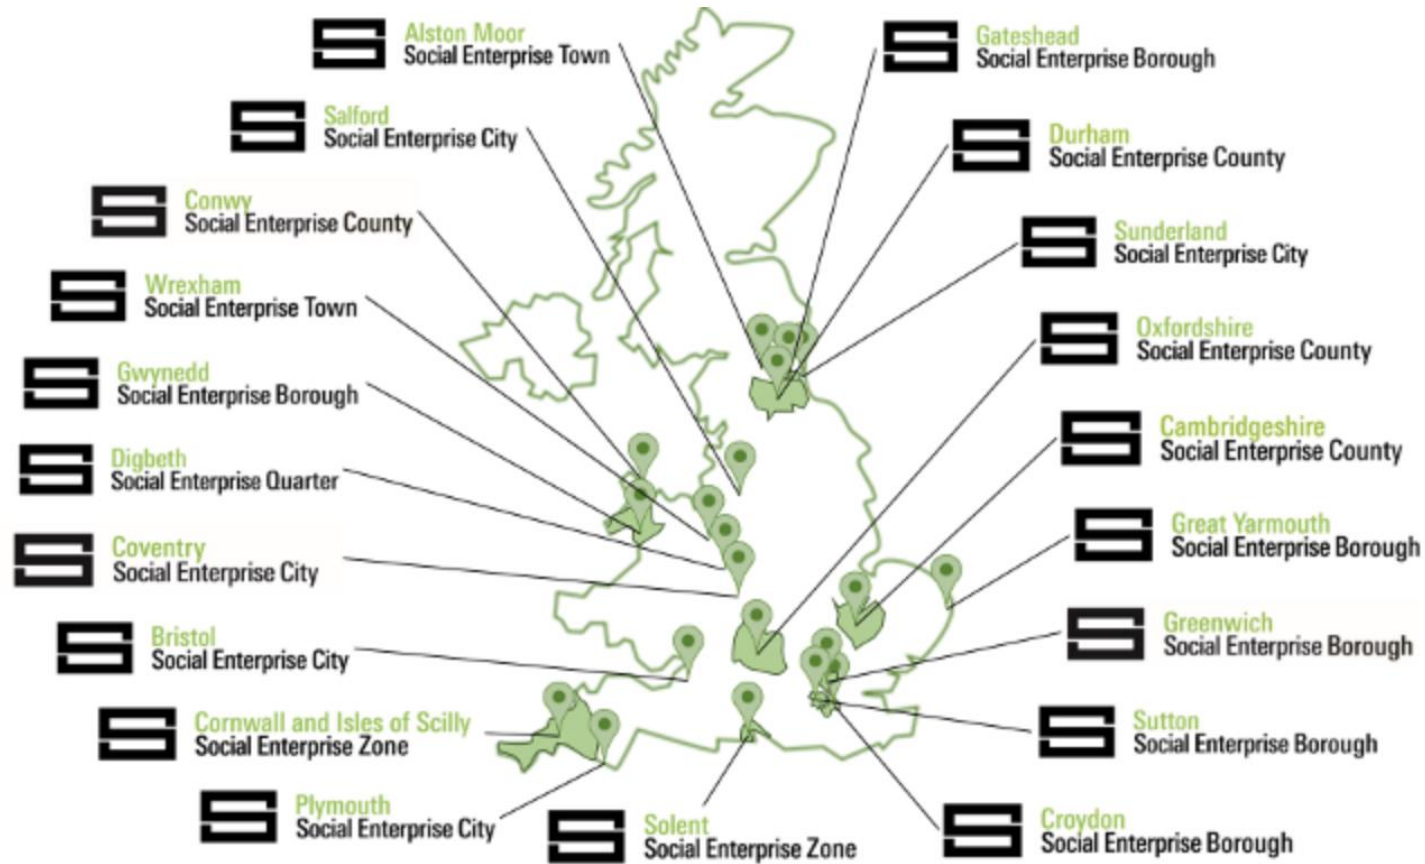 Alston Moor
Social Enterprise Town
Gateshead
Social Enterprise Borough
Salford
Social Enterprise City
Durham
Social Enterprise County
Conwy
Social Enterprise County
Sunderland
Social Enterprise City
Wrexham
Social Enterprise Town
Oxfordshire
Social Enterprise County
Gwynedd
Social Enterprise Borough
Cambridgeshire
Social Enterprise County
Digbeth
Social Enterprise Quarter
Great Yarmouth
Social Enterprise Borough
Coventry
Social Enterprise City
Greenwich
Social Enterprise Borough
Bristol
Social Enterprise City
Cornwall and Isles of Scilly
Social Enterprise Zone
Sutton
Social Enterprise Borough
Plymouth
Social Enterprise City
Solent
Social Enterprise Zone
Croydon
Social Enterprise Borough